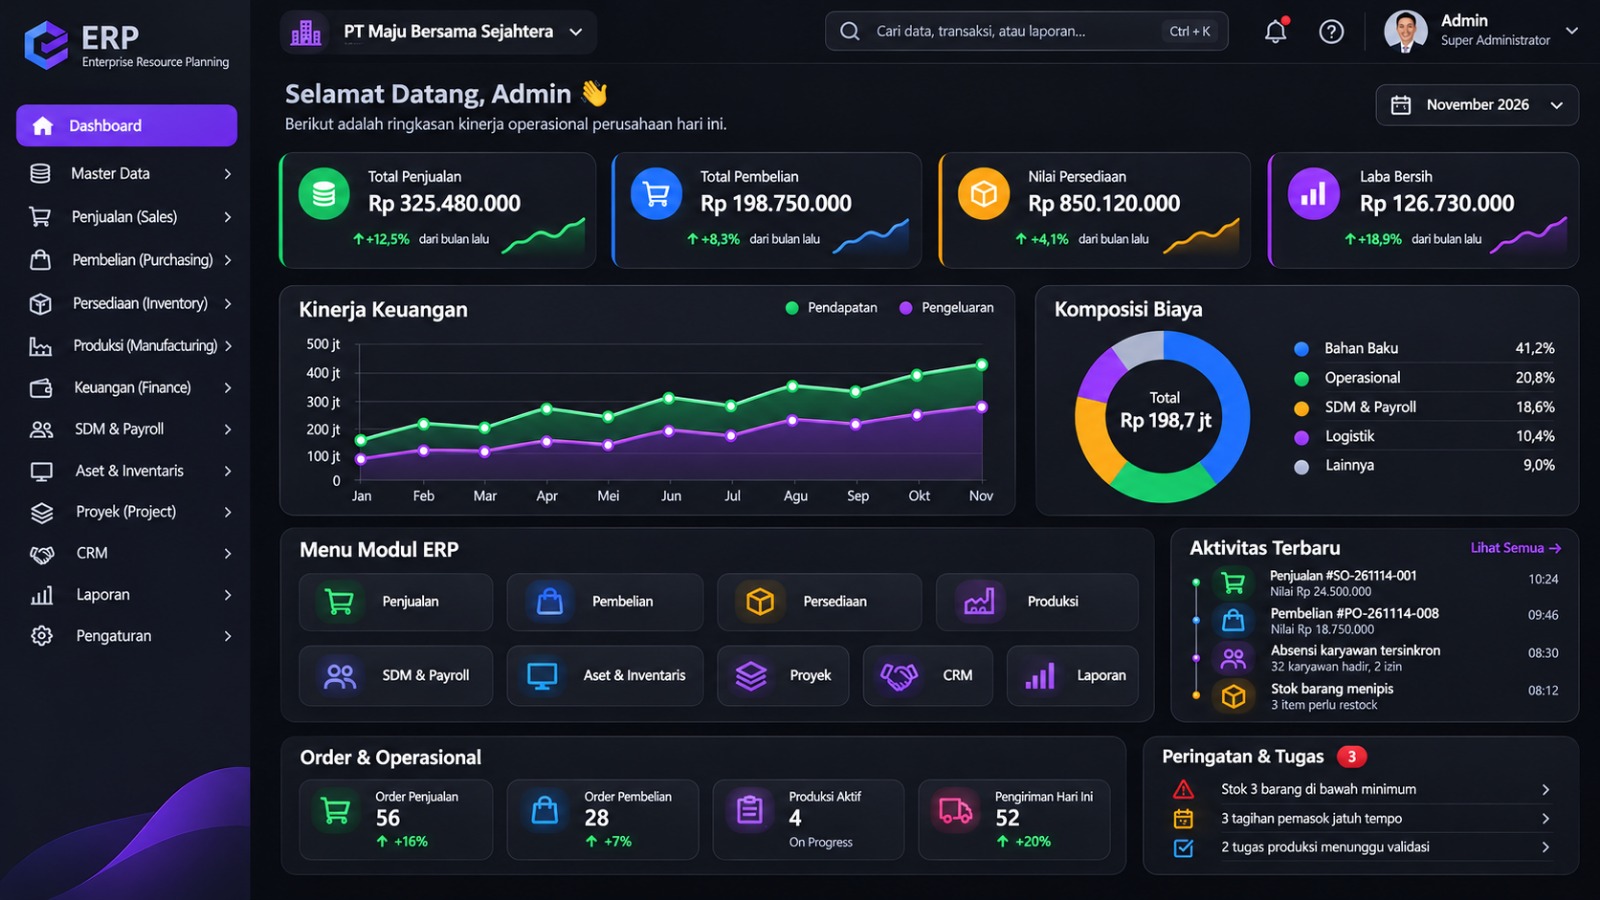 ERP
Enterprise Resource Planning
PT Maju Bersama Sejahtera
Cari data, transaksi, atau laporan...
Ctrl + K
Admin
Super Administrator
Dashboard
Master Data
Penjualan (Sales)
Pembelian (Purchasing)
Persediaan (Inventory)
Produksi (Manufacturing)
Keuangan (Finance)
SDM & Payroll
Aset & Inventaris
Proyek (Project)
CRM
Laporan
Pengaturan
Selamat Datang, Admin 👋
Berikut adalah ringkasan kinerja operasional perusahaan hari ini.
November 2026
Total Penjualan
Rp 325.480.000
+12,5% dari bulan lalu
Total Pembelian
Rp 198.750.000
+8,3% dari bulan lalu
Nilai Persediaan
Rp 850.120.000
+4,1% dari bulan lalu
Laba Bersih
Rp 126.730.000
+18,9% dari bulan lalu
Kinerja Keuangan
Pendapatan
Pengeluaran
500 jt
400 jt
300 jt
200 jt
100 jt
0
Jan Feb Mar Apr Mei Jun Jul Agu Sep Okt Nov
Komposisi Biaya
Total
Rp 198,7 jt
Bahan Baku 41,2%
Operasional 20,8%
SDM & Payroll 18,6%
Logistik 10,4%
Lainnya 9,0%
Menu Modul ERP
Penjualan
Pembelian
Persediaan
Produksi
SDM & Payroll
Aset & Inventaris
Proyek
CRM
Laporan
Aktivitas Terbaru
Lihat Semua →
Penjualan #SO-261114-001 10:24
Nilai Rp 24.500.000
Pembelian #PO-261114-008 09:46
Nilai Rp 18.750.000
Absensi karyawan tersinkron 08:30
32 karyawan hadir, 2 izin
Stok barang menipis 08:12
3 item perlu restock
Order & Operasional
Order Penjualan
56
+16%
Order Pembelian
28
+7%
Produksi Aktif
4
On Progress
Pengiriman Hari Ini
52
+20%
Peringatan & Tugas 3
Stok 3 barang di bawah minimum
3 tagihan pemasok jatuh tempo
2 tugas produksi menunggu validasi